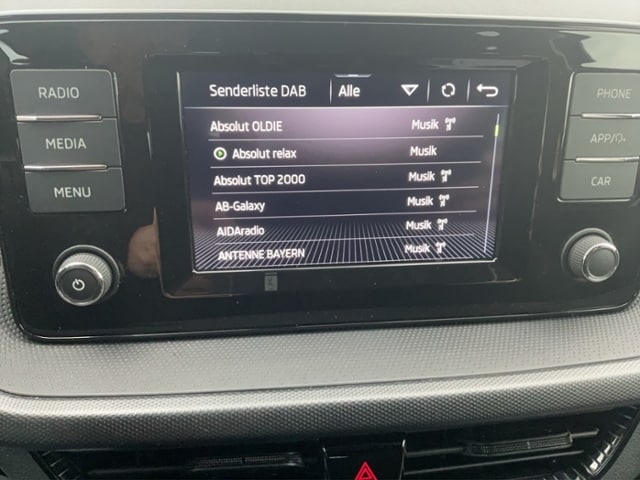 RADIO
MEDIA
MENU
Senderliste DAB Alle
Absolut OLDIE Musik
Absolut relax Musik
Absolut TOP 2000 Musik
AB-Galaxy Musik
AIDAradio Musik
ANTENNE BAYERN Musik
PHONE
APP/
CAR